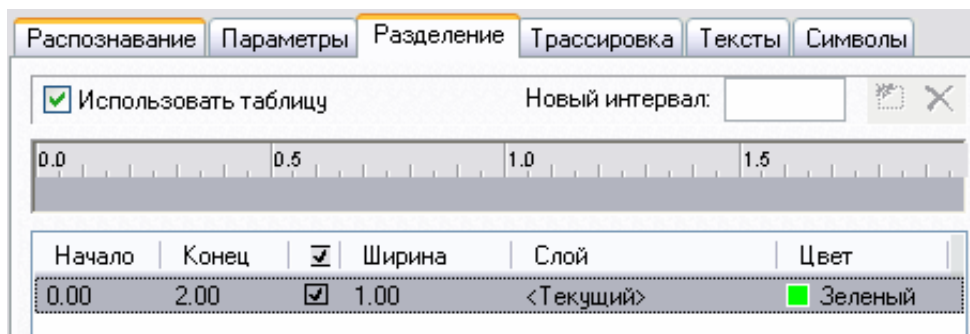 Распознавание Параметры Разделение Трассировка Тексты Символы
Использовать таблицу Новый интервал:
0.0 0.5 1.0 1.5
Начало Конец Ширина Слой Цвет
0.00 2.00 1.00 <Текущий> Зеленый